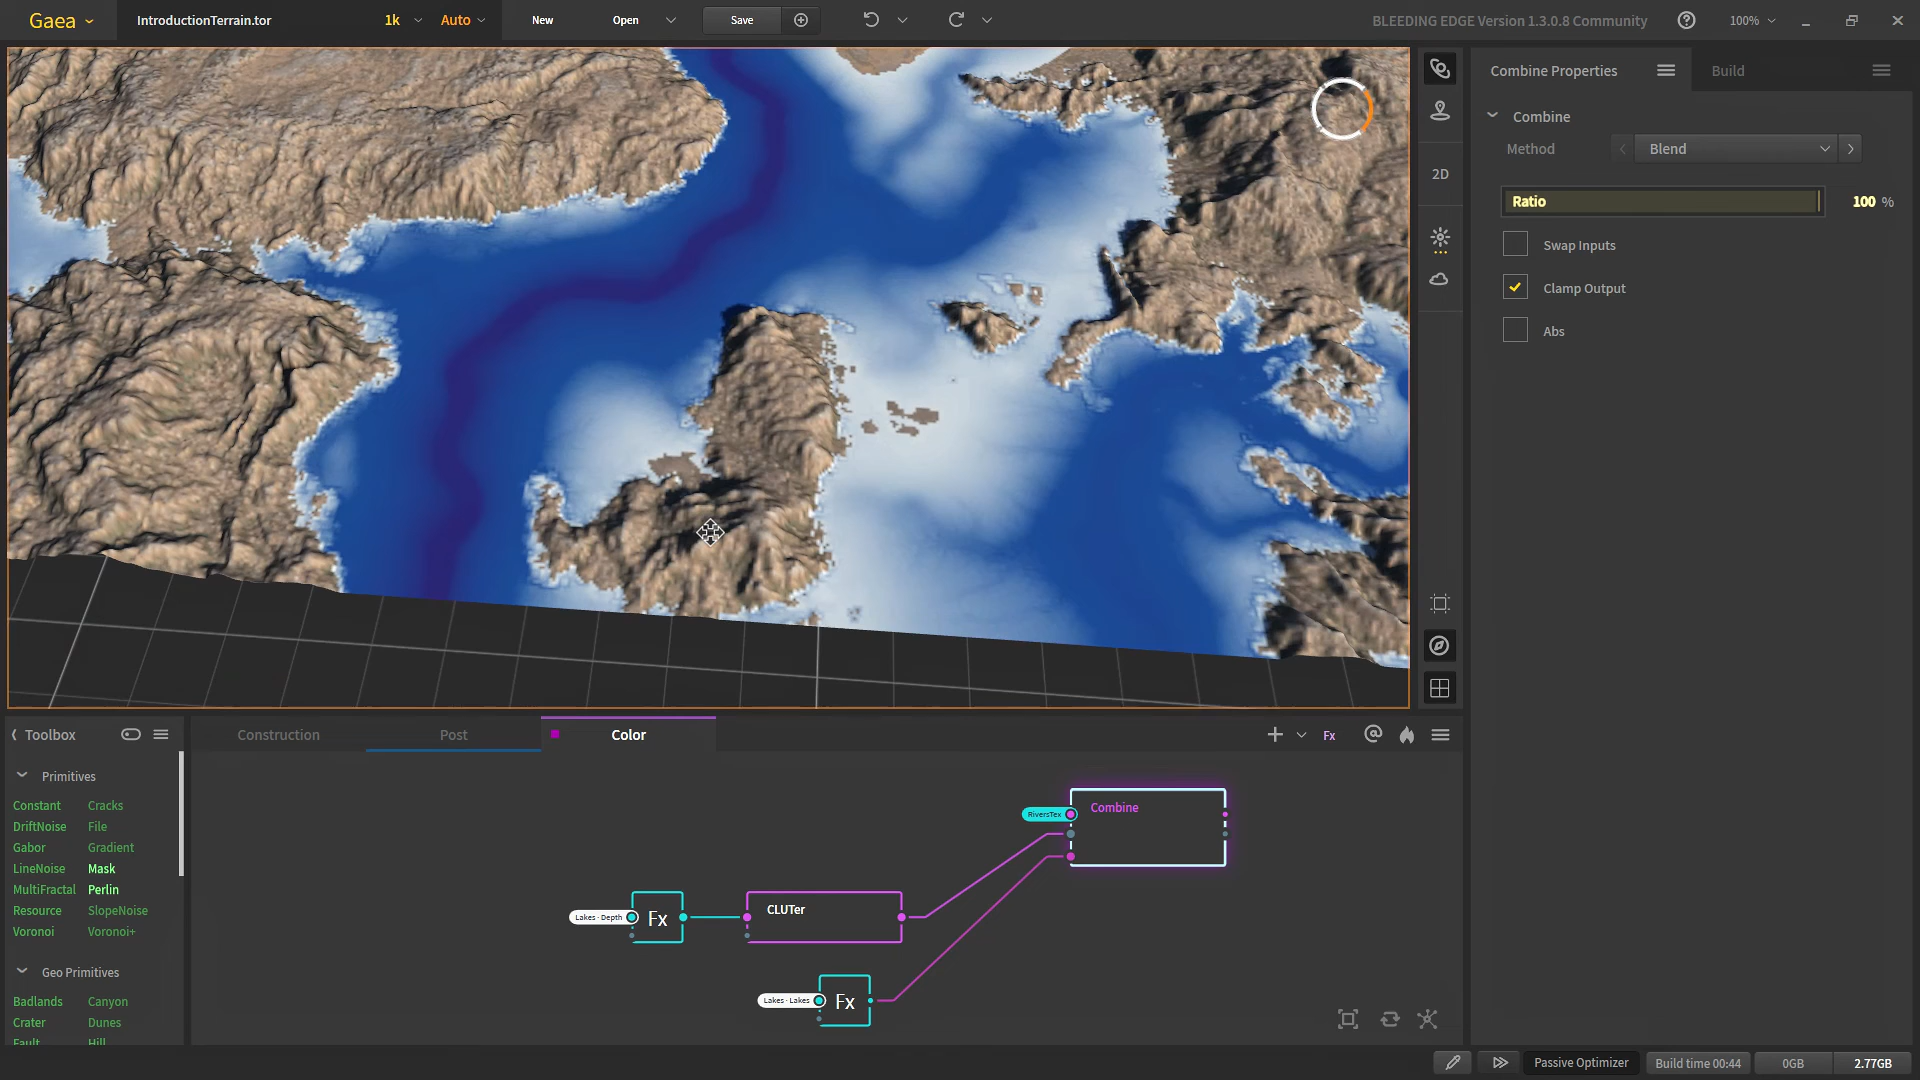 Gaea
IntroductionTerrain.tor
1k
Auto
New
Open
Save
BLEEDING EDGE Version 1.3.0.8 Community
100%
2D
Combine Properties
Build
Combine
Method
Blend
Ratio
100 %
Swap Inputs
Clamp Output
Abs
Toolbox
Primitives
Constant Cracks
DriftNoise File
Gabor Gradient
LineNoise Mask
MultiFractal Perlin
Resource SlopeNoise
Voronoi Voronoi+
Geo Primitives
Badlands Canyon
Crater Dunes
Fault Hill
Construction
Post
Color
Fx
RiversTex
Combine
Lakes - Depth
Fx
CLUTer
Lakes - Lakes
Fx
Passive Optimizer
Build time 00:44
0GB
2.77GB